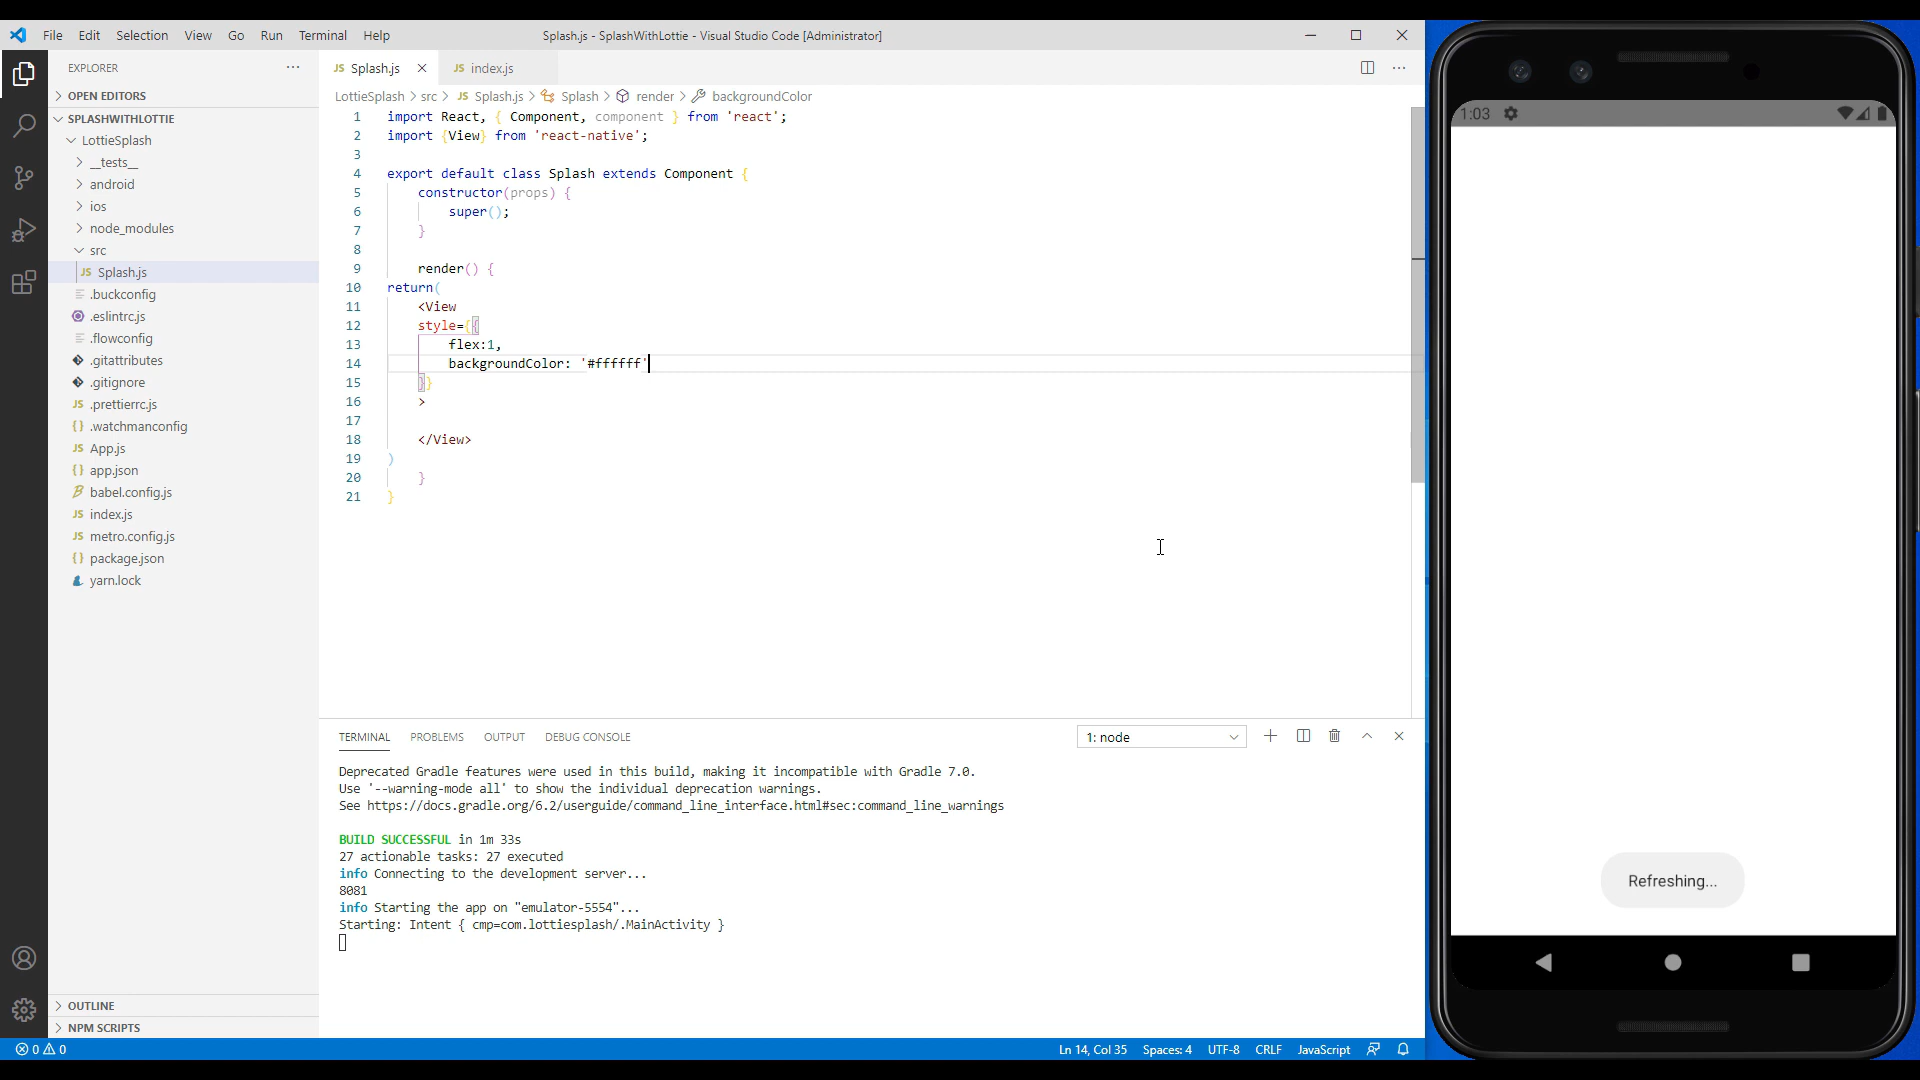 File Edit Selection View Go Run Terminal Help
Splash.js - SplashWithLottie - Visual Studio Code [Administrator]
EXPLORER
OPEN EDITORS
SPLASHWITHLOTTIE
LottieSplash
__tests__
android
ios
node_modules
src
JS Splash.js
.buckconfig
.eslintrc.js
.flowconfig
.gitattributes
.gitignore
JS .prettierrc.js
{} .watchmanconfig
JS App.js
{} app.json
babel.config.js
JS index.js
JS metro.config.js
{} package.json
yarn.lock
OUTLINE
NPM SCRIPTS
JS Splash.js
JS index.js
LottieSplash > src > JS Splash.js > Splash > render > backgroundColor
1 import React, { Component, component } from 'react';
2 import {View} from 'react-native';
3
4 export default class Splash extends Component {
5 constructor(props) {
6 super();
7 }
8
9 render() {
10 return(
11 <View
12 style={{
13 flex:1,
14 backgroundColor: '#ffffff'
15 }}
16 >
17
18 </View>
19 )
20 }
21 }
TERMINAL PROBLEMS OUTPUT DEBUG CONSOLE
1: node
Deprecated Gradle features were used in this build, making it incompatible with Gradle 7.0.
Use '--warning-mode all' to show the individual deprecation warnings.
See https://docs.gradle.org/6.2/userguide/command_line_interface.html#sec:command_line_warnings
BUILD SUCCESSFUL in 1m 33s
27 actionable tasks: 27 executed
info Connecting to the development server...
8081
info Starting the app on "emulator-5554"...
Starting: Intent { cmp=com.lottiesplash/.MainActivity }
0 0
Ln 14, Col 35 Spaces: 4 UTF-8 CRLF JavaScript
1:03
Refreshing...